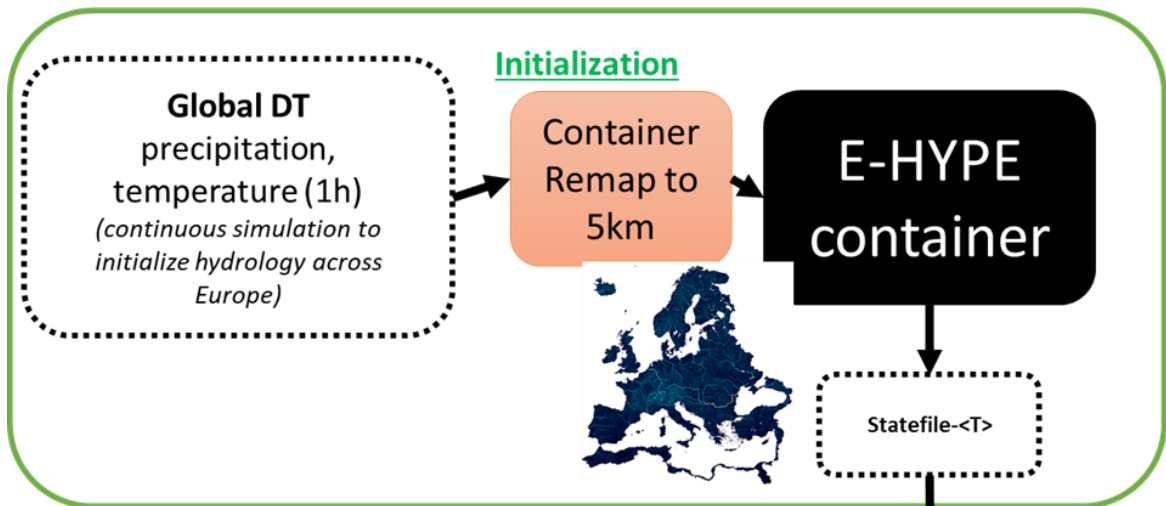 Initialization
Global DT
precipitation,
temperature (1h)
(continuous simulation to
initialize hydrology across
Europe)
Container
Remap to
5km
E-HYPE
container
Statefile-<T>